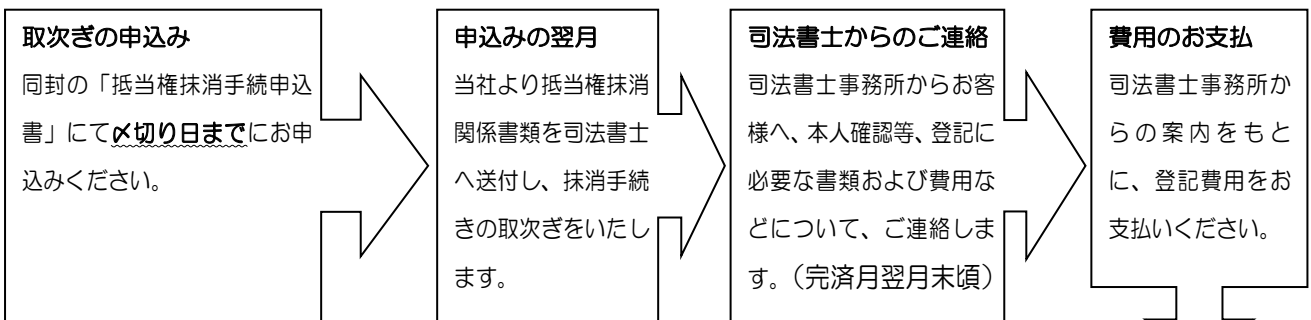 取次ぎの申込み
同封の「抵当権抹消手続申込
書」にて〆切り日までにお申
込みください。
申込みの翌月
当社より抵当権抹消
関係書類を司法書士
へ送付し、抹消手続
きの取次ぎをいたし
ます。
司法書士からのご連絡
司法書士事務所からお客
様へ、本人確認等、登記に
必要な書類および費用な
どについて、ご連絡しま
す。（完済月翌月末頃）
費用のお支払
司法書士事務所か
らの案内をもと
に、登記費用をお
支払いください。